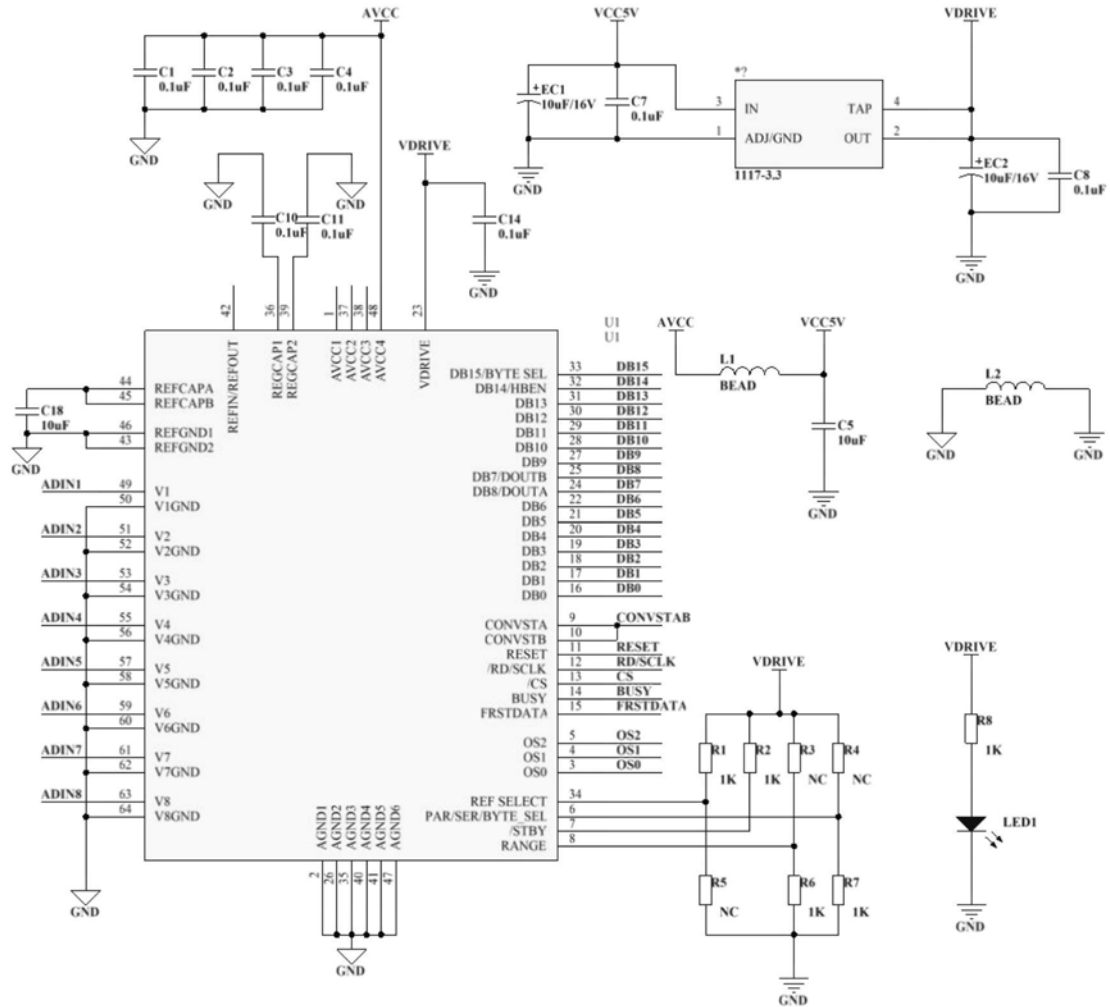 AVCC
VCC5V
VDRIVE
C1
0.1uF
C2
0.1uF
C3
0.1uF
C4
0.1uF
GND
EC1
10uF/16V
C7
0.1uF
GND
*?
3 IN TAP 4
1 ADJ/GND OUT 2
1117-3.3
EC2
10uF/16V
C8
0.1uF
GND
VDRIVE
GND
GND
C10
0.1uF
C11
0.1uF
C14
0.1uF
GND
42
36
39
1
37
38
48
23
REFIN/REFOUT
REGCAP1
REGCAP2
AVCC1
AVCC2
AVCC3
AVCC4
VDRIVE
U1
U1
AVCC
L1
BEAD
VCC5V
C5
10uF
GND
L2
BEAD
GND
GND
C18
10uF
GND
44 REFCAPA
45 REFCAPB
46 REFGND1
43 REFGND2
ADIN1 49 V1
50 V1GND
ADIN2 51 V2
52 V2GND
ADIN3 53 V3
54 V3GND
ADIN4 55 V4
56 V4GND
ADIN5 57 V5
58 V5GND
ADIN6 59 V6
60 V6GND
ADIN7 61 V7
62 V7GND
ADIN8 63 V8
64 V8GND
GND
DB15/BYTE SEL 33 DB15
DB14/HBEN 32 DB14
DB13 31 DB13
DB12 30 DB12
DB11 29 DB11
DB10 28 DB10
DB9 27 DB9
DB7/DOUTB 25 DB8
DB8/DOUTA 24 DB7
DB6 22 DB6
DB5 21 DB5
DB4 20 DB4
DB3 19 DB3
DB2 18 DB2
DB1 17 DB1
DB0 16 DB0
CONVSTA 9 CONVSTAB
CONVSTB 10
RESET 11 RESET
/RD/SCLK 12 RD/SCLK
/CS 13 CS
BUSY 14 BUSY
FRSTDATA 15 FRSTDATA
OS2 5 OS2
OS1 4 OS1
OS0 3 OS0
REF SELECT 34
PAR/SER/BYTE_SEL 6
/STBY 7
RANGE 8
AGND1
AGND2
AGND3
AGND4
AGND5
AGND6
2
26
35
40
41
47
GND
VDRIVE
R1
1K
R2
1K
R3
NC
R4
NC
R5
NC
R6
1K
R7
1K
GND
VDRIVE
R8
1K
LED1
GND